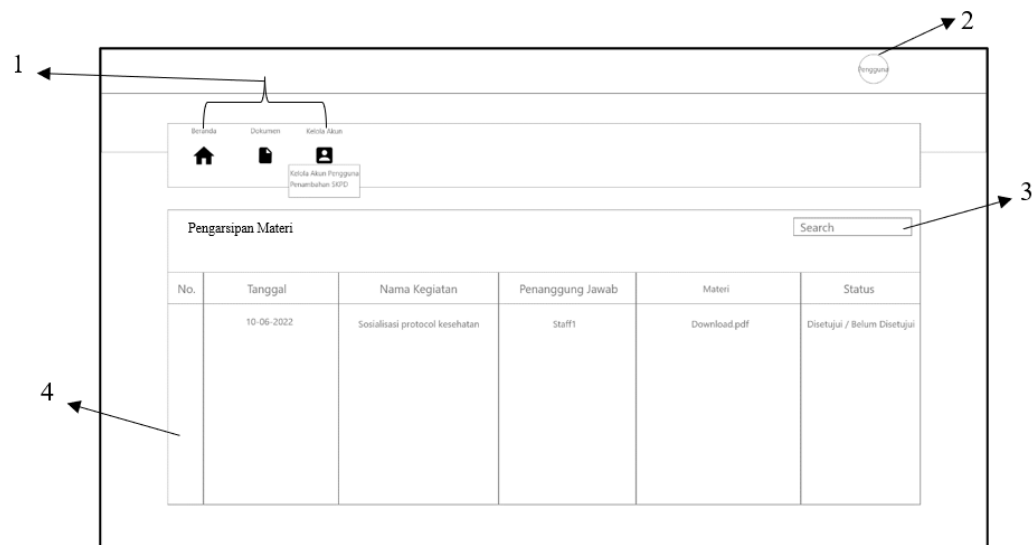 2
1
Pengguna
3
Beranda Dokumen Kelola Akun
Kelola Akun Pengguna
Penambahan SKPD
Pengarsipan Materi
Search
No. Tanggal Nama Kegiatan Penanggung Jawab Materi Status
10-06-2022 Sosialisasi protocol kesehatan Staff1 Download.pdf Disetujui / Belum Disetujui
4